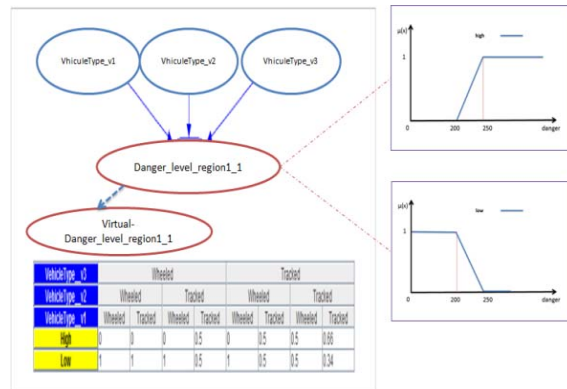 VhiculeType_v1 VhiculeType_v2 VhiculeType_v3
Danger_level_region1_1
Virtual-
Danger_level_region1_1
VehicleType_v3 Wheeled Tracked
VehicleType_v2 Wheeled Tracked Wheeled Tracked
VehicleType_v1 Wheeled Tracked Wheeled Tracked Wheeled Tracked Wheeled Tracked
High 0 0 0 0.5 0 0.5 0.5 0.66
Low 1 1 1 0.5 1 0.5 0.5 0.34
μ(x)
high
1
0 200 250 danger
μ(x)
low
1
0 200 250 danger